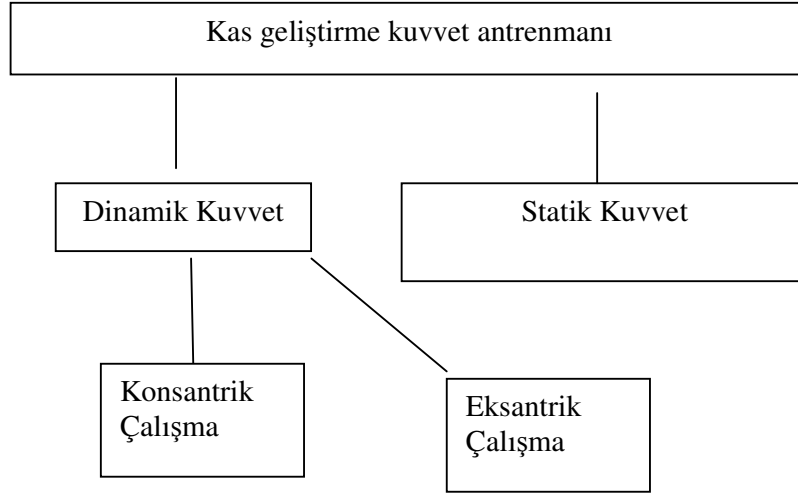 Kas geliştirme kuvvet antrenmanı
Dinamik Kuvvet
Statik Kuvvet
Konsantrik
Çalışma
Eksantrik
Çalışma